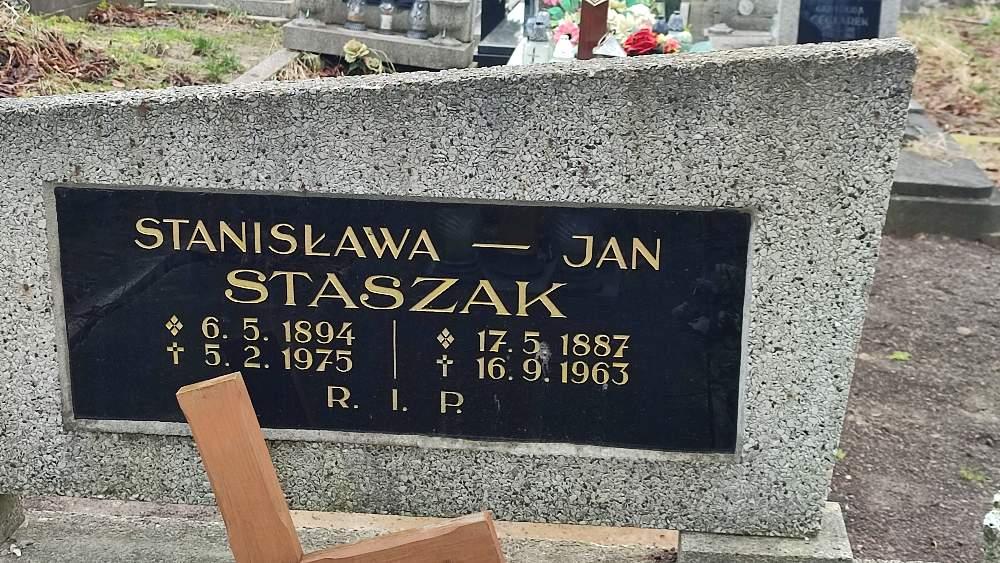 STANISŁAWA — JAN
STASZAK
6. 5. 1894 | 17. 5. 1887
5. 2. 1975 | 16. 9. 1963
R. I. P.